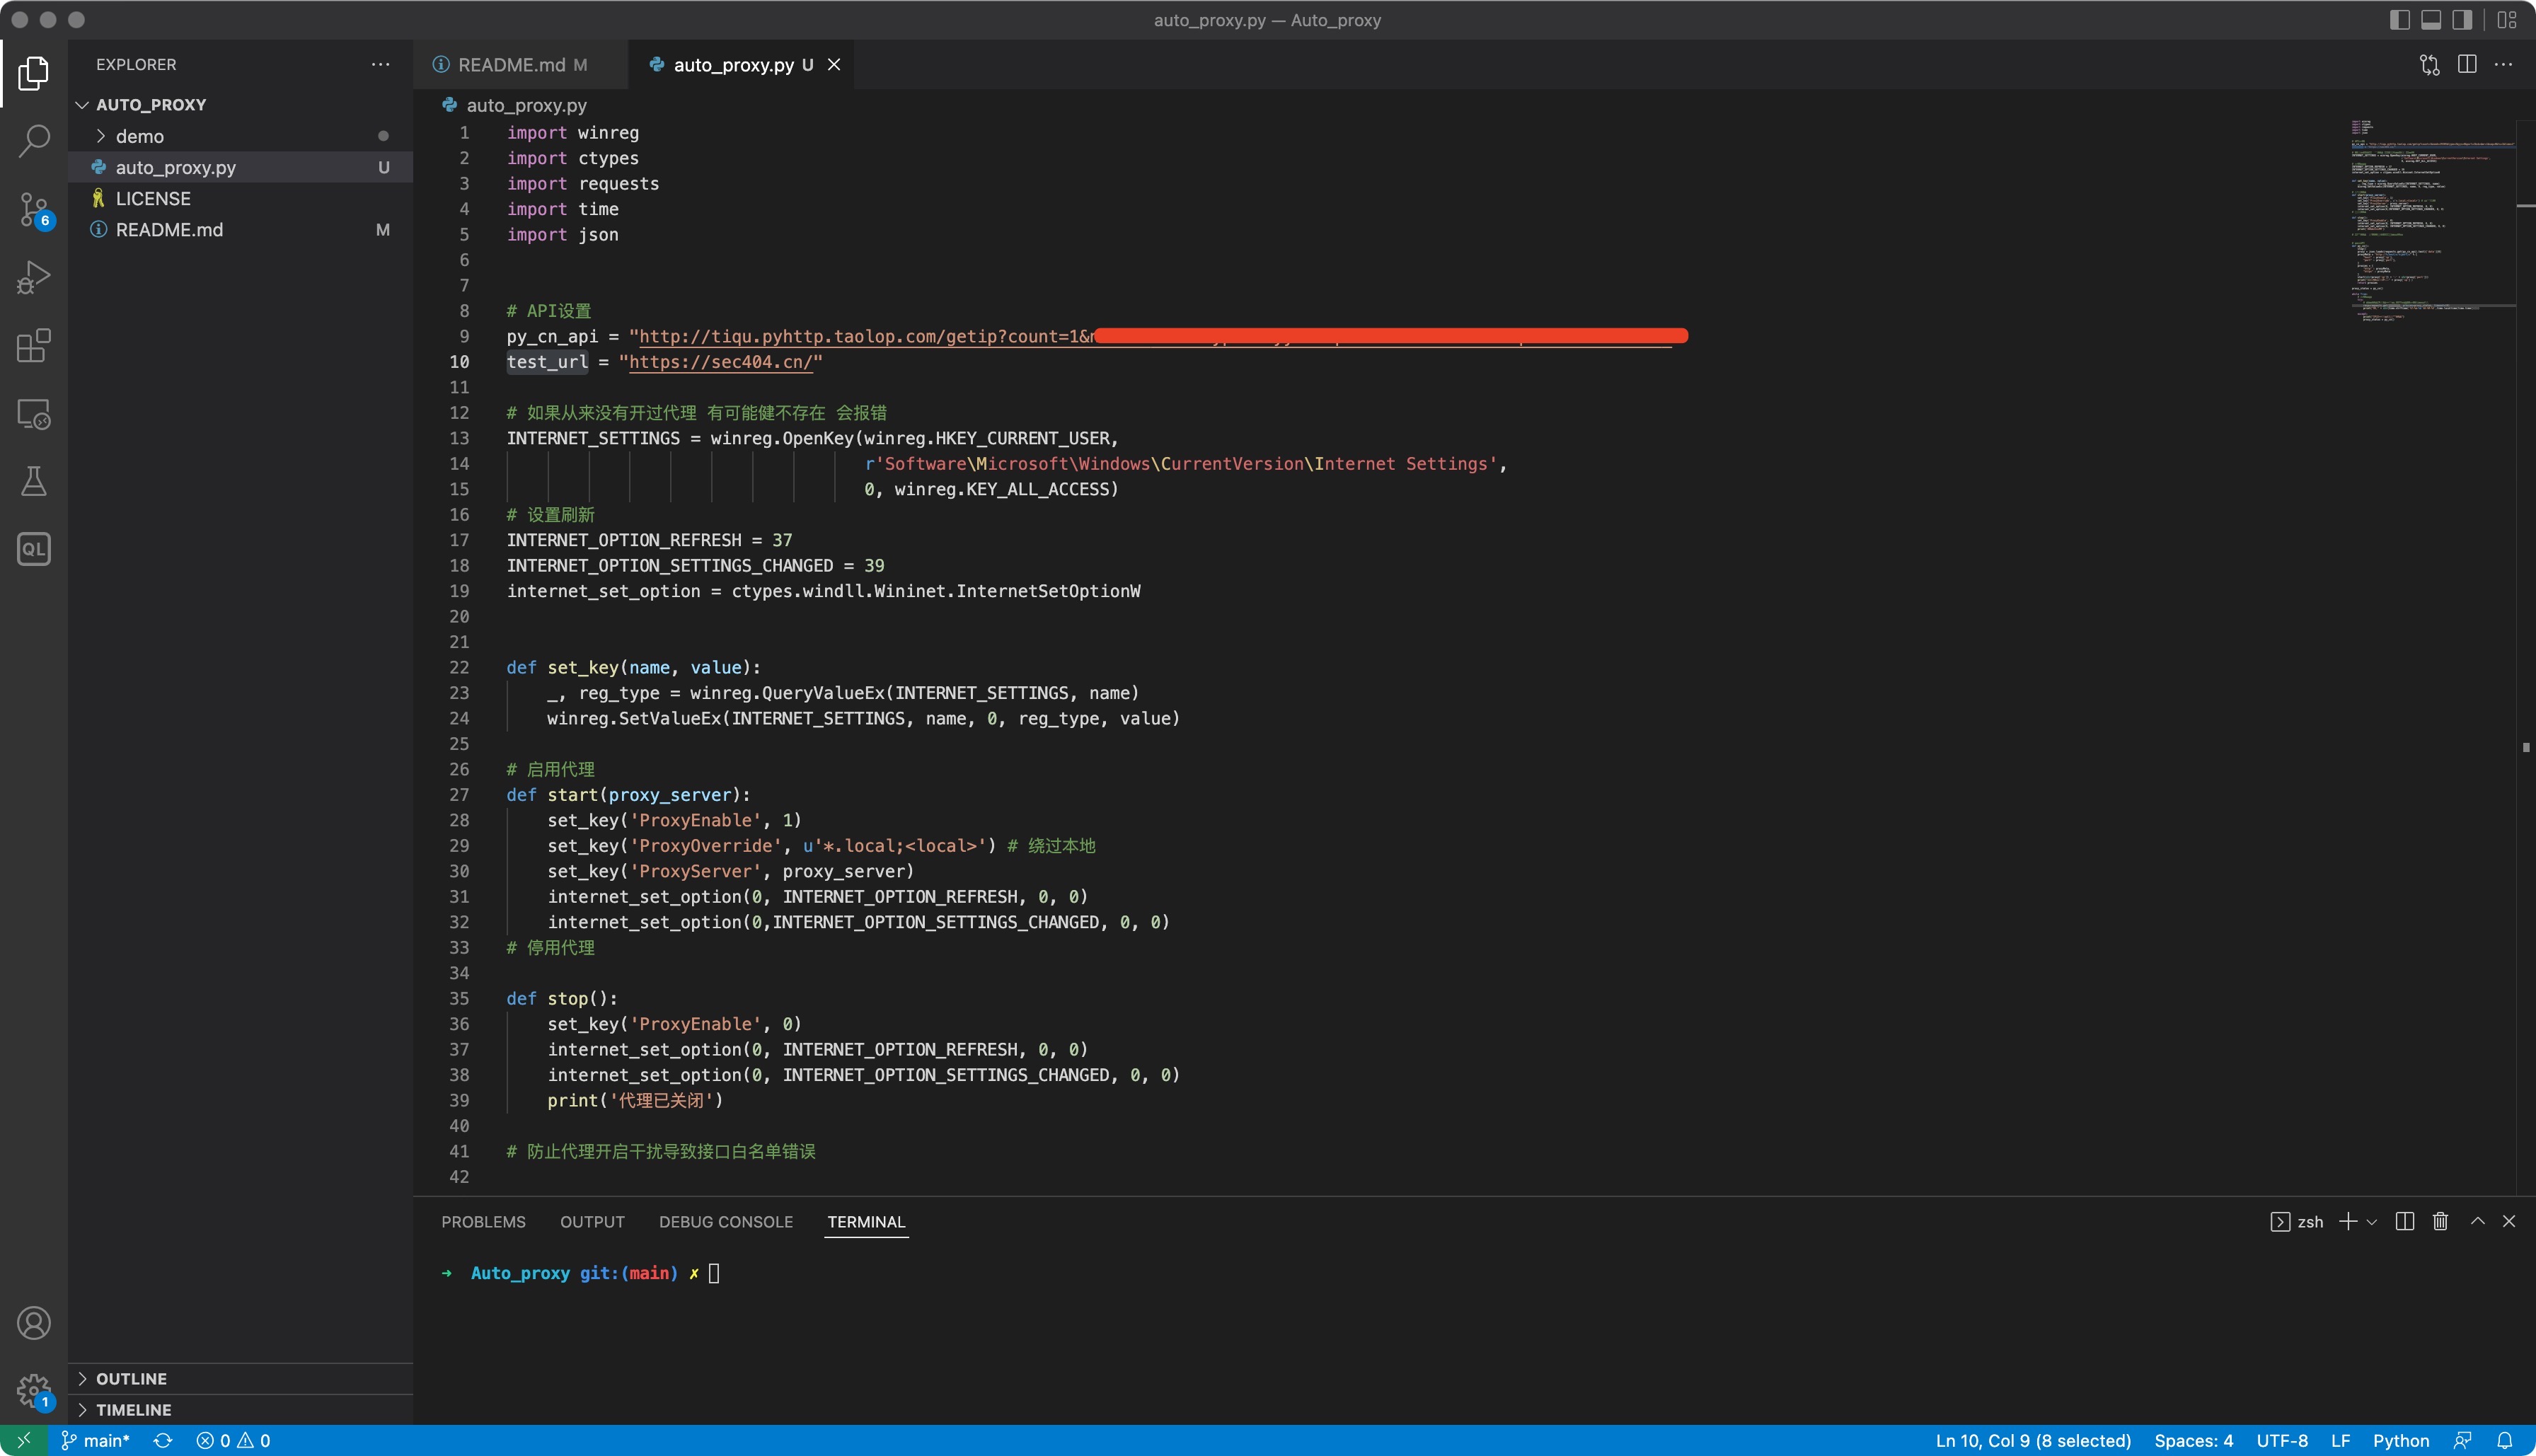 auto_proxy.py — Auto_proxy
EXPLORER
AUTO_PROXY
demo
auto_proxy.py U
LICENSE
README.md M
6
QL
1
OUTLINE
TIMELINE
README.md M
auto_proxy.py U
auto_proxy.py
1 import winreg
2 import ctypes
3 import requests
4 import time
5 import json
6
7
8 # API设置
9 py_cn_api = "http://tiqu.pyhttp.taolop.com/getip?count=1&
10 test_url = "https://sec404.cn/"
11
12 # 如果从来没有开过代理 有可能健不存在 会报错
13 INTERNET_SETTINGS = winreg.OpenKey(winreg.HKEY_CURRENT_USER,
14 r'Software\Microsoft\Windows\CurrentVersion\Internet Settings',
15 0, winreg.KEY_ALL_ACCESS)
16 # 设置刷新
17 INTERNET_OPTION_REFRESH = 37
18 INTERNET_OPTION_SETTINGS_CHANGED = 39
19 internet_set_option = ctypes.windll.Wininet.InternetSetOptionW
20
21
22 def set_key(name, value):
23 _, reg_type = winreg.QueryValueEx(INTERNET_SETTINGS, name)
24 winreg.SetValueEx(INTERNET_SETTINGS, name, 0, reg_type, value)
25
26 # 启用代理
27 def start(proxy_server):
28 set_key('ProxyEnable', 1)
29 set_key('ProxyOverride', u'*.local;<local>') # 绕过本地
30 set_key('ProxyServer', proxy_server)
31 internet_set_option(0, INTERNET_OPTION_REFRESH, 0, 0)
32 internet_set_option(0,INTERNET_OPTION_SETTINGS_CHANGED, 0, 0)
33 # 停用代理
34
35 def stop():
36 set_key('ProxyEnable', 0)
37 internet_set_option(0, INTERNET_OPTION_REFRESH, 0, 0)
38 internet_set_option(0, INTERNET_OPTION_SETTINGS_CHANGED, 0, 0)
39 print('代理已关闭')
40
41 # 防止代理开启干扰导致接口白名单错误
42
PROBLEMS OUTPUT DEBUG CONSOLE TERMINAL
zsh
➜ Auto_proxy git:(main) ✗
main* 0 0
Ln 10, Col 9 (8 selected) Spaces: 4 UTF-8 LF Python